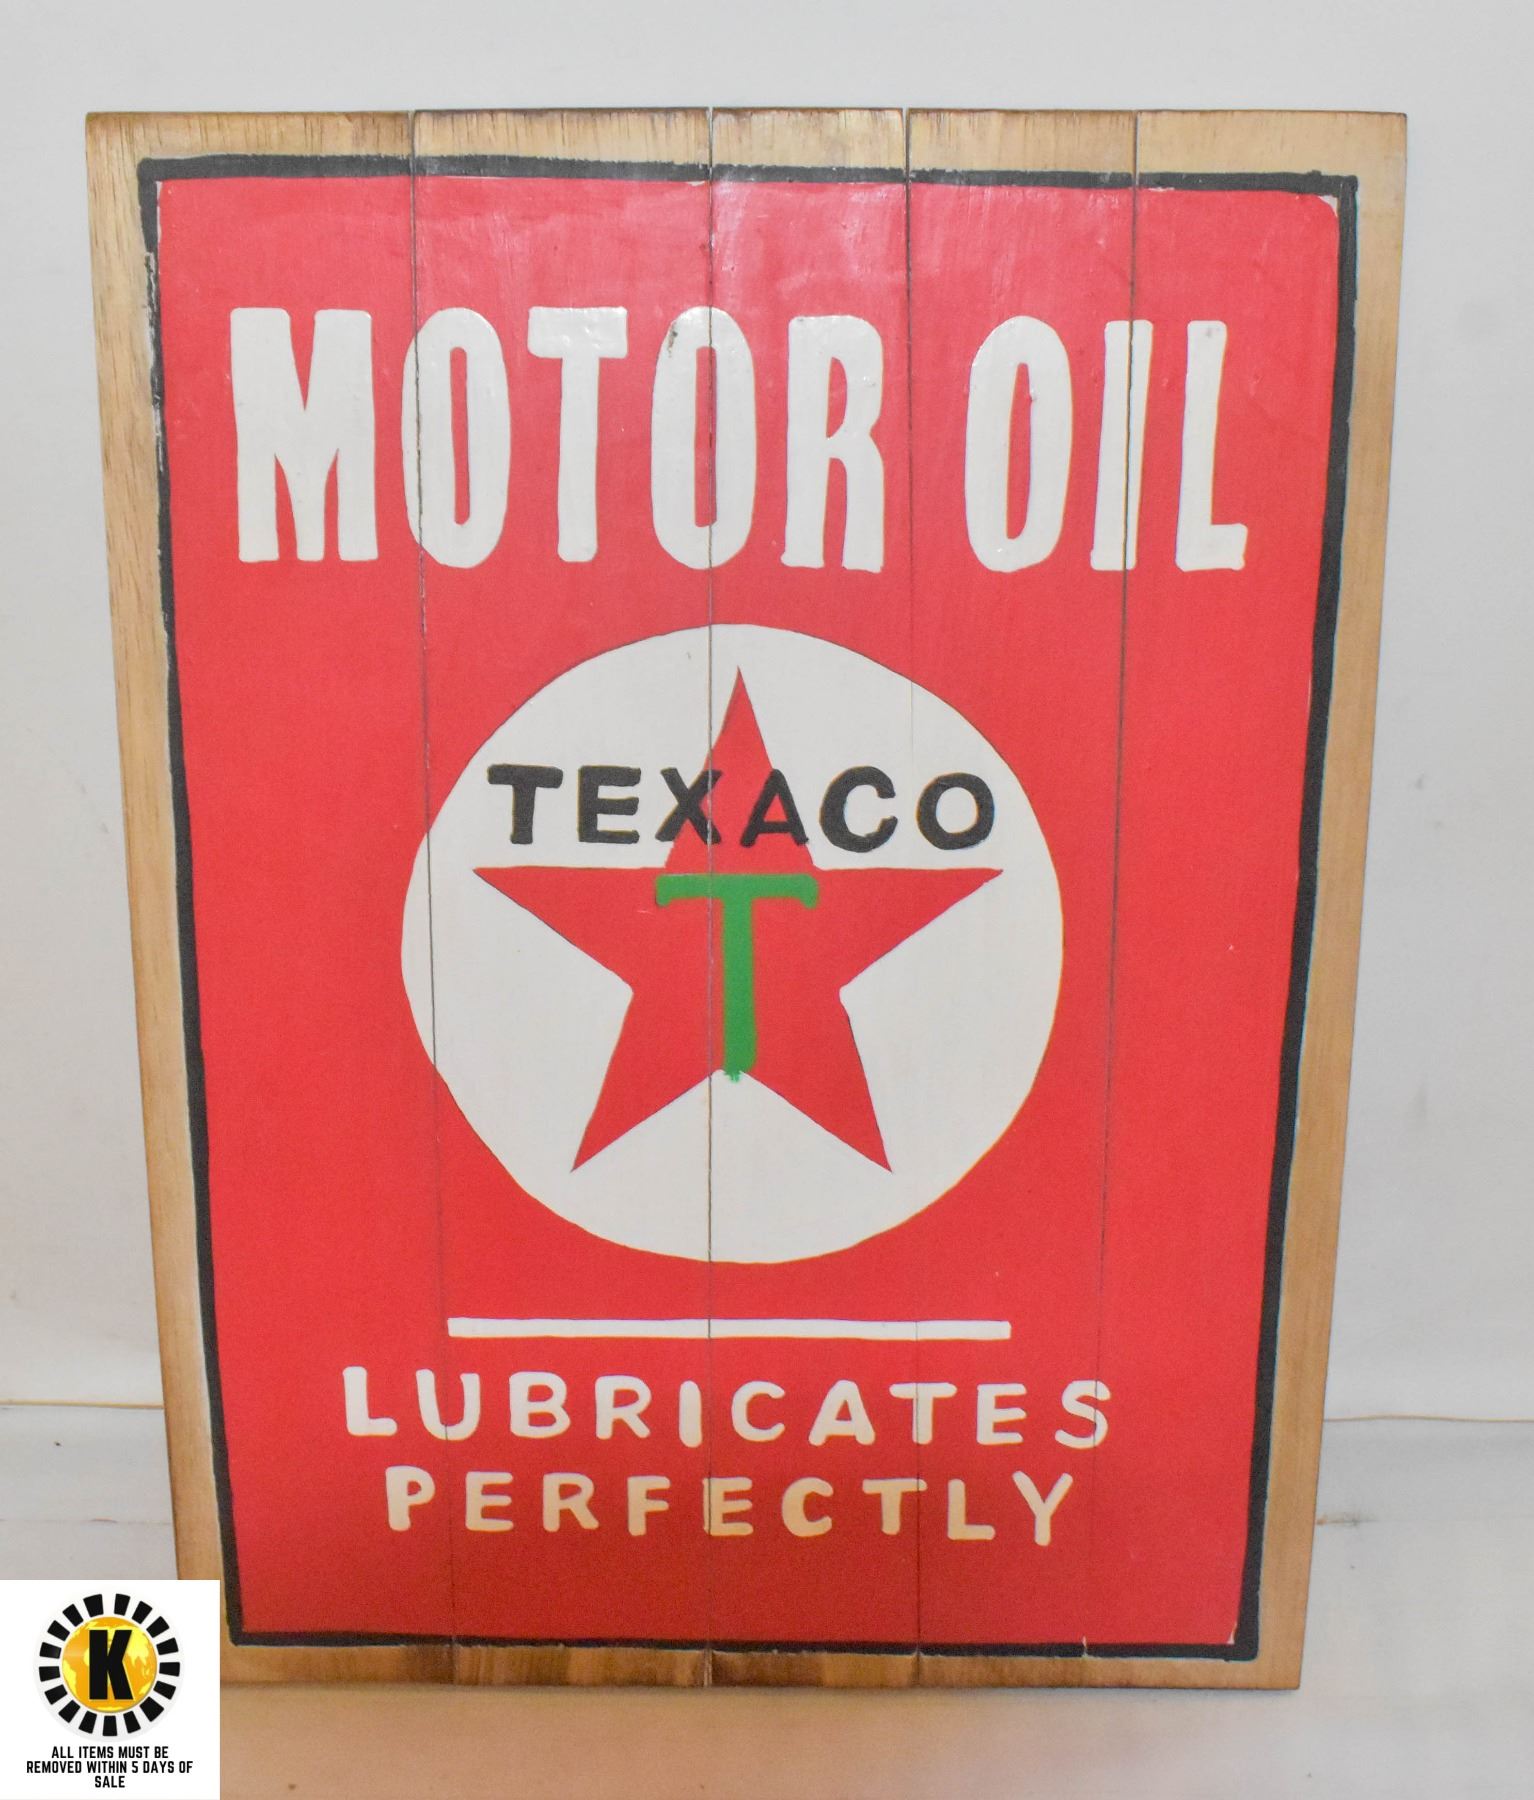 MOTOR OIL
TEXACO
T
LUBRICATES
PERFECTLY
K
ALL ITEMS MUST BE
REMOVED WITHIN 5 DAYS OF
SALE